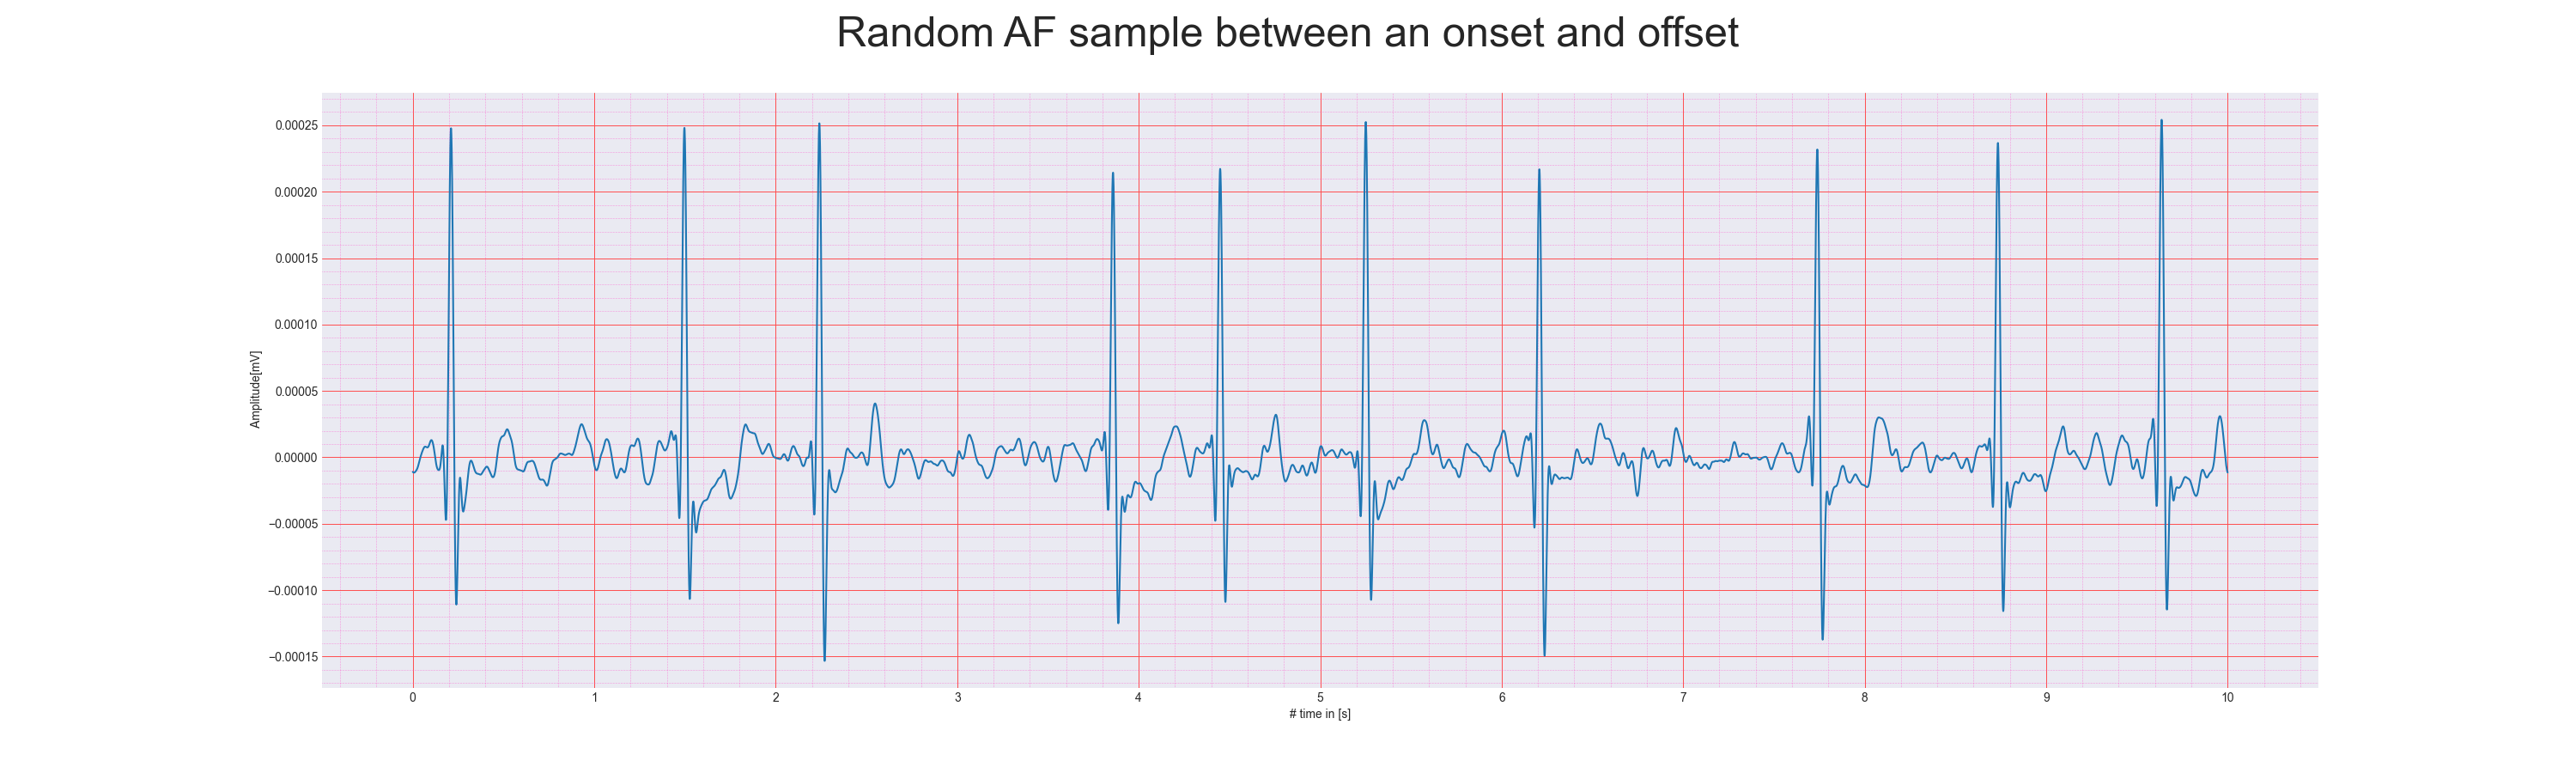 Random AF sample between an onset and offset
0.00025
0.00020
0.00015
0.00010
0.00005
0.00000
−0.00005
−0.00010
−0.00015
Amplitude[mV]
0 1 2 3 4 5 6 7 8 9 10
# time in [s]